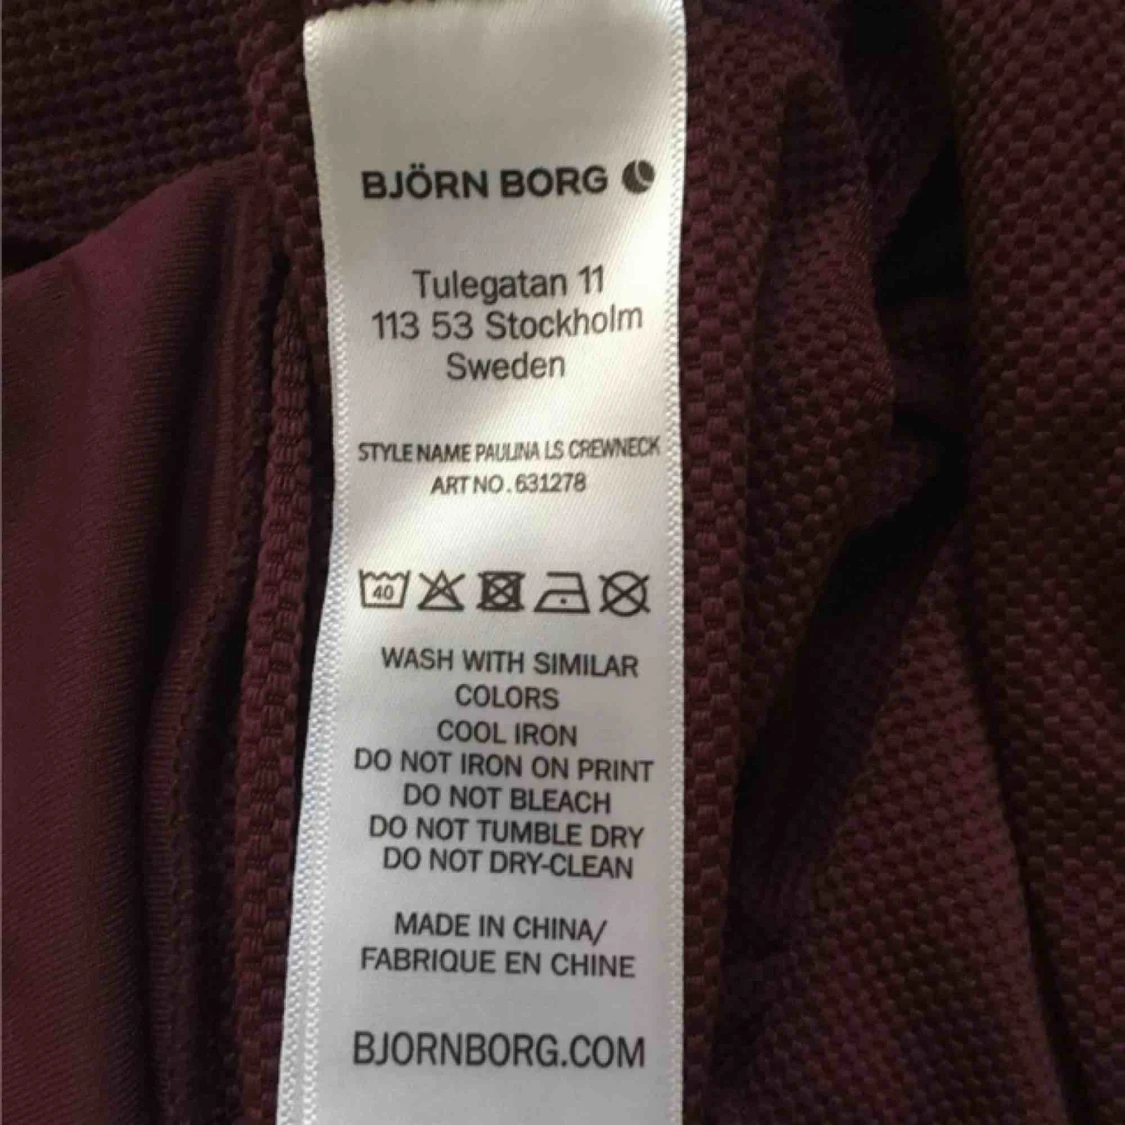 BJÖRN BORG
Tulegatan 11
113 53 Stockholm
Sweden
STYLE NAME PAULINA LS CREWNECK
ART NO. 631278
40
WASH WITH SIMILAR
COLORS
COOL IRON
DO NOT IRON ON PRINT
DO NOT BLEACH
DO NOT TUMBLE DRY
DO NOT DRY-CLEAN
MADE IN CHINA/
FABRIQUE EN CHINE
BJORNBORG.COM